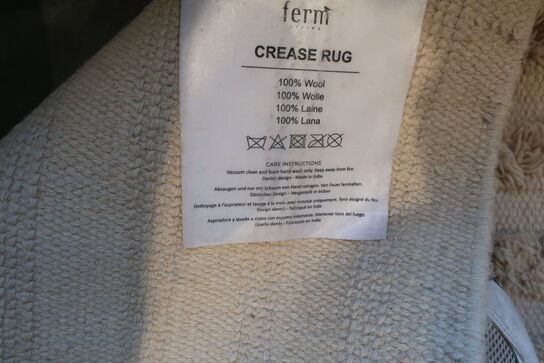 ferm
LIVING
CREASE RUG
100% Wool
100% Wolle
100% Laine
100% Lana
CARE INSTRUCTIONS
Vacuum clean and foam hand wash only. Keep away from fire.
Danis design - Made in India
Absaugen und nur mit Schaum von Hand reinigen. Von Feuer fernhalten.
Dänisches Design – Hergestellt in Indien
Nettoyage à l'aspirateur et lavage à la main avec mousse uniquement. Tenir éloigné du feu.
Design danois - Fabriqué en Inde
Aspiradora y lavado a mano con espuma solamente. Mantener lejos del fuego.
Diseño danés - Fabricado en India